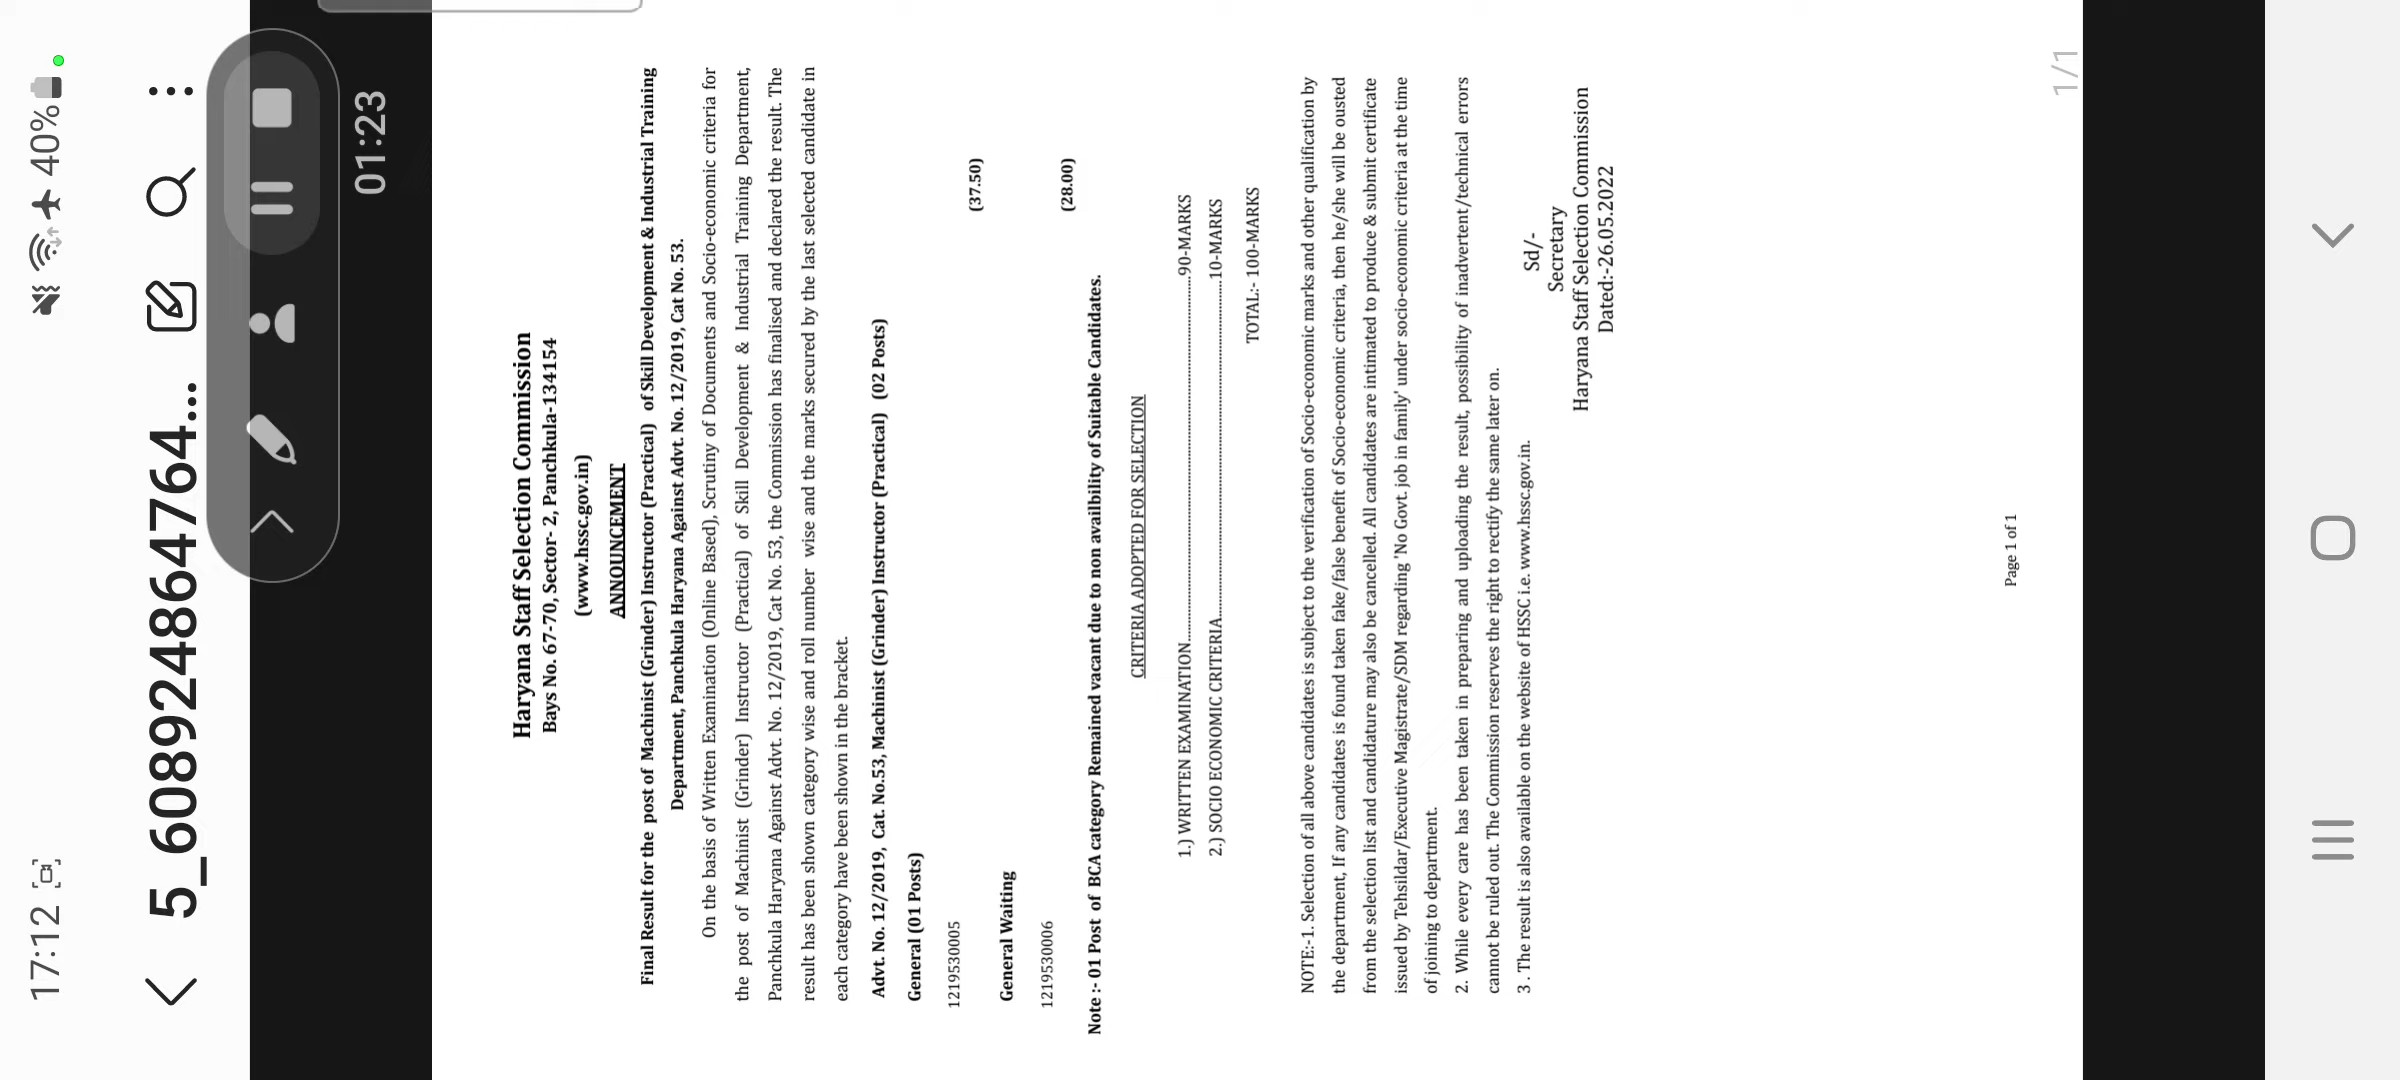 17:12
40%
5_608924864764...
01:23
Haryana Staff Selection Commission
Bays No. 67-70, Sector- 2, Panchkula-134154
(www.hssc.gov.in)
ANNOUNCEMENT
Final Result for the post of Machinist (Grinder) Instructor (Practical) of Skill Development & Industrial Training
Department, Panchkula Haryana Against Advt. No. 12/2019, Cat No. 53.
On the basis of Written Examination (Online Based), Scrutiny of Documents and Socio-economic criteria for
the post of Machinist (Grinder) Instructor (Practical) of Skill Development & Industrial Training Department,
Panchkula Haryana Against Advt. No. 12/2019, Cat No. 53, the Commission has finalised and declared the result. The
result has been shown category wise and roll number wise and the marks secured by the last selected candidate in
each category have been shown in the bracket.
Advt. No. 12/2019, Cat. No.53, Machinist (Grinder) Instructor (Practical) (02 Posts)
General (01 Posts)
1219530005
(37.50)
General Waiting
1219530006
(28.00)
Note :- 01 Post of BCA category Remained vacant due to non availbility of Suitable Candidates.
CRITERIA ADOPTED FOR SELECTION
1.) WRITTEN EXAMINATION....................90-MARKS
2.) SOCIO ECONOMIC CRITERIA....................10-MARKS
TOTAL:- 100-MARKS
NOTE:-1. Selection of all above candidates is subject to the verification of Socio-economic marks and other qualification by
the department, If any candidates is found taken fake/false benefit of Socio-economic criteria, then he/she will be ousted
from the selection list and candidature may also be cancelled. All candidates are intimated to produce & submit certificate
issued by Tehsildar/Executive Magistrate/SDM regarding 'No Govt. job in family' under socio-economic criteria at the time
of joining to department.
2. While every care has been taken in preparing and uploading the result, possibility of inadvertent/technical errors
cannot be ruled out. The Commission reserves the right to rectify the same later on.
3 . The result is also available on the website of HSSC i.e. www.hssc.gov.in.
Sd/-
Secretary
Haryana Staff Selection Commission
Dated:-26.05.2022
Page 1 of 1
1/1